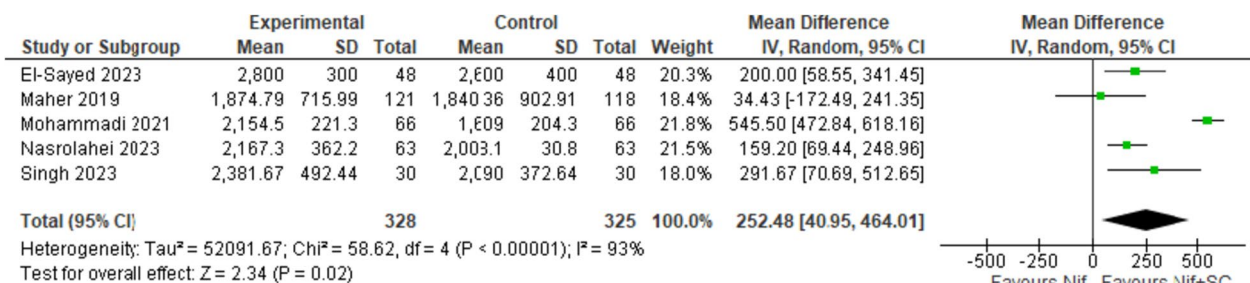 Experimental Control Mean Difference Mean Difference
Study or Subgroup Mean SD Total Mean SD Total Weight IV, Random, 95% CI IV, Random, 95% CI
El-Sayed 2023 2,800 300 48 2,600 400 48 20.3% 200.00 [58.55, 341.45]
Maher 2019 1,874.79 715.99 121 1,840.36 902.91 118 18.4% 34.43 [-172.49, 241.35]
Mohammadi 2021 2,154.5 221.3 66 1,609 204.3 66 21.8% 545.50 [472.84, 618.16]
Nasrolahei 2023 2,167.3 362.2 63 2,008.1 30.8 63 21.5% 159.20 [69.44, 248.96]
Singh 2023 2,381.67 492.44 30 2,090 372.64 30 18.0% 291.67 [70.69, 512.65]
Total (95% CI) 328 325 100.0% 252.48 [40.95, 464.01]
Heterogeneity: Tau² = 52091.67; Chi² = 58.62, df = 4 (P < 0.00001); I² = 93%
Test for overall effect: Z = 2.34 (P = 0.02)
-500 -250 0 250 500
Favours Nif Favours Nif+SC